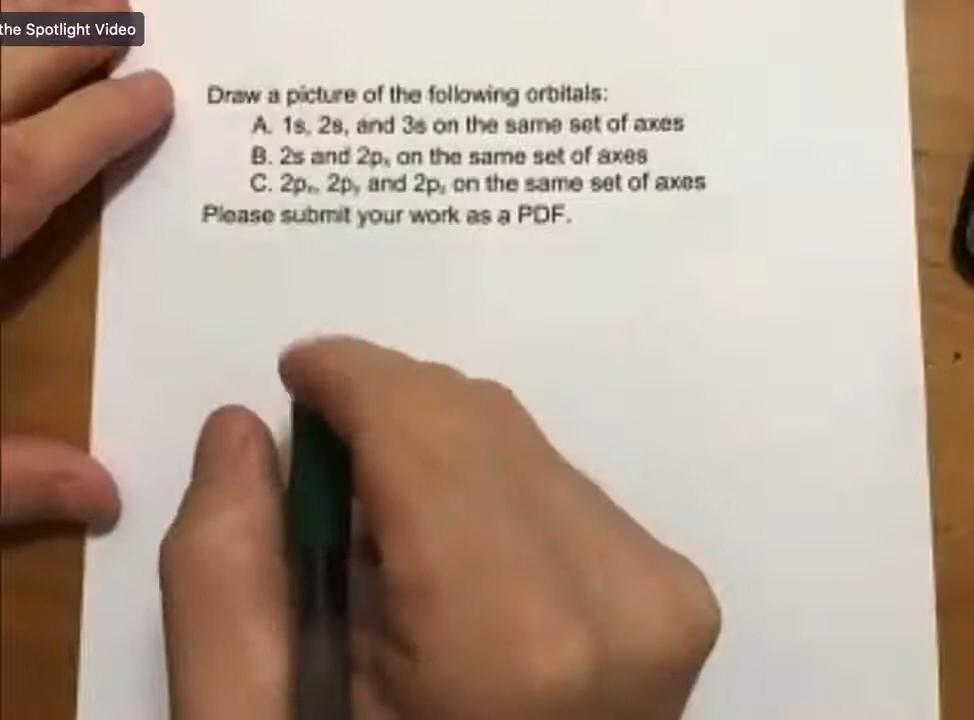 the Spotlight Video
Draw a picture of the following orbitals:
A. 1s, 2s, and 3s on the same set of axes
B. 2s and 2p, on the same set of axes
C. 2p, 2p, and 2p, on the same set of axes
Please submit your work as a PDF.